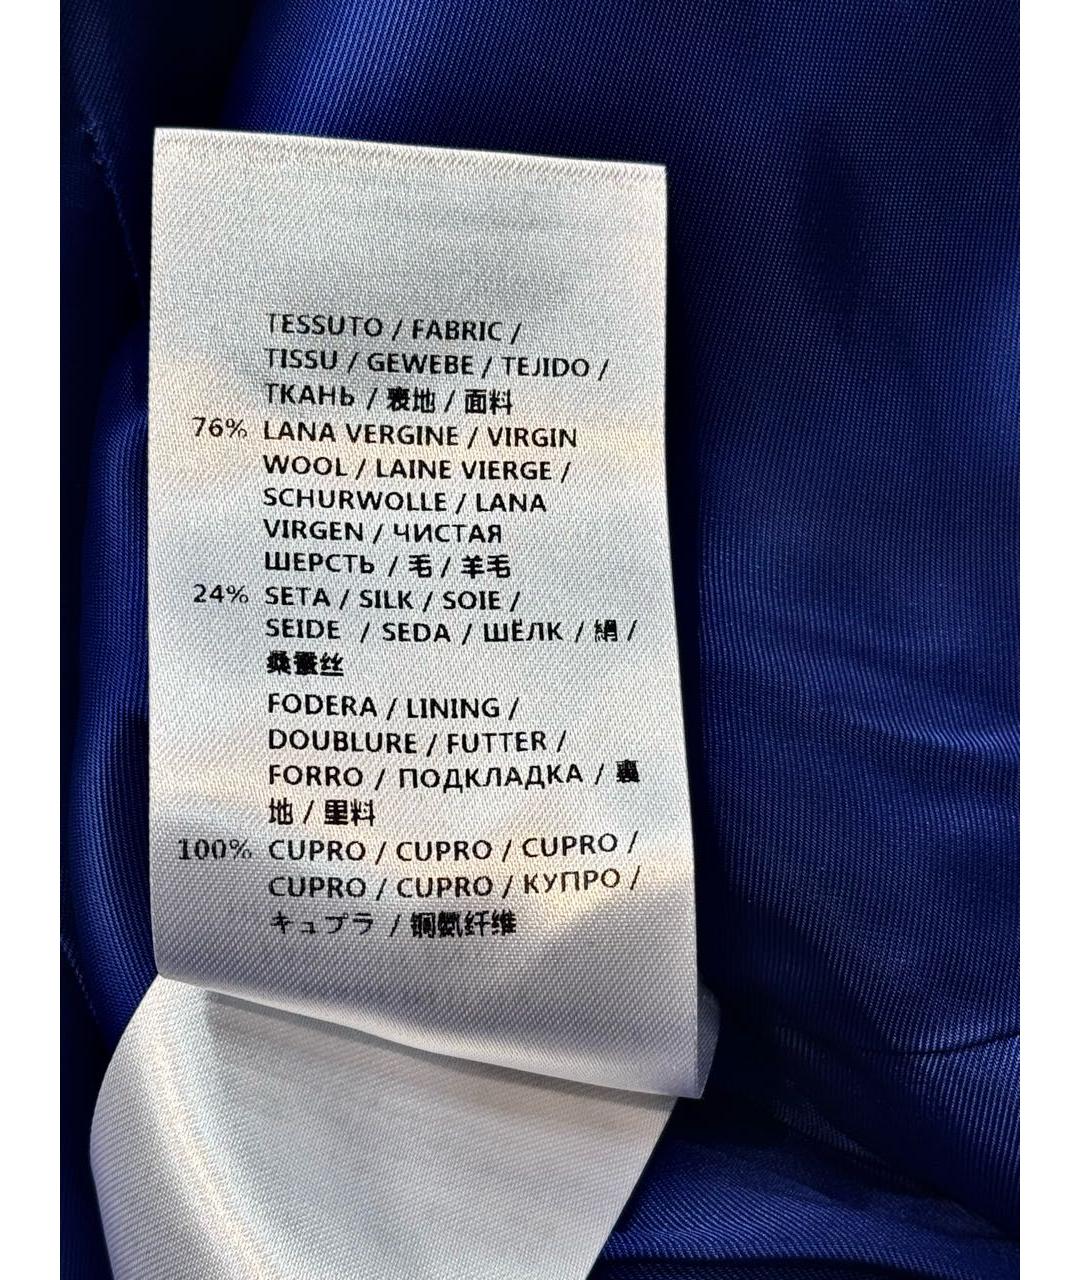 TESSUTO / FABRIC /
TISSU / GEWEBE / TEJIDO /
ТКАНЬ / 表地 / 面料
76% LANA VERGINE / VIRGIN
WOOL / LAINE VIERGE /
SCHURWOLLE / LANA
VIRGEN / ЧИСТАЯ
ШЕРСТЬ / 毛 / 羊毛
24% SETA / SILK / SOIE /
SEIDE / SEDA / ШЁЛК / 絹 /
桑蚕丝
FODERA / LINING /
DOUBLURE / FUTTER /
FORRO / ПОДКЛАДКА / 裏
地 / 里料
100% CUPRO / CUPRO / CUPRO /
CUPRO / CUPRO / КУПРО /
キュプラ / 铜氨纤维